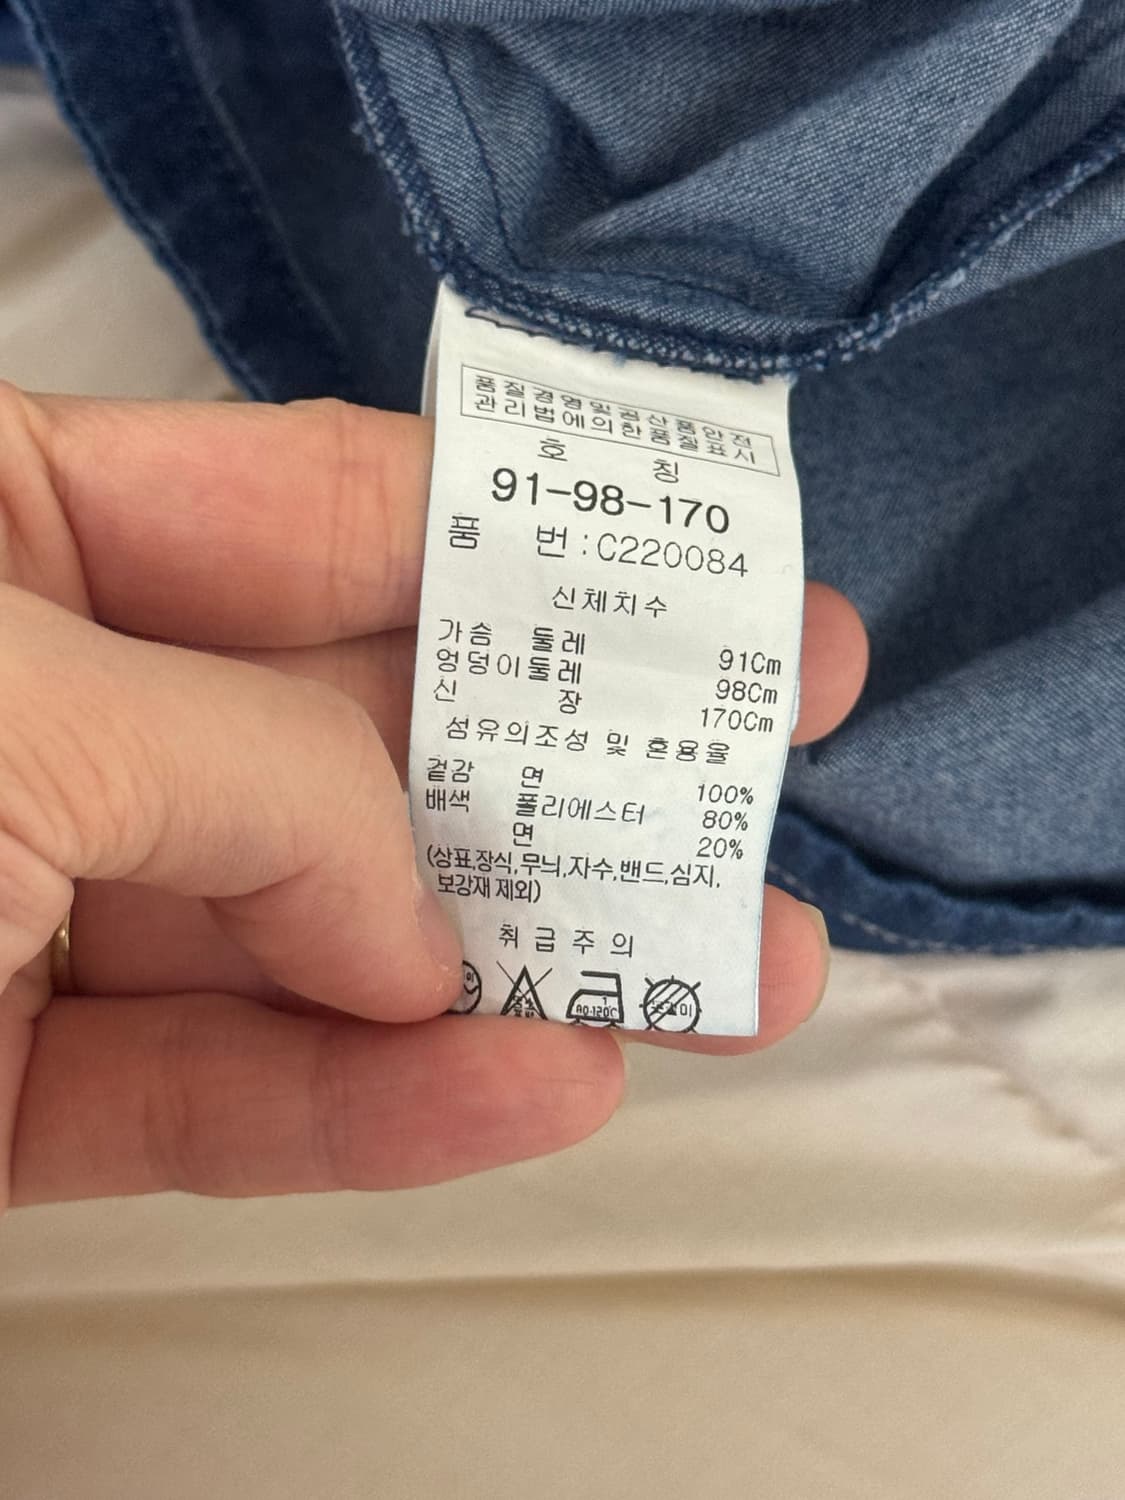 품질경영및공산품안전
관리법에의한품질표시
호 칭
91-98-170
품 번 : C220084
신체치수
가슴 둘레 91Cm
엉덩이둘레 98Cm
신 장 170Cm
섬유의조성 및 혼용율
겉감 면 100%
배색 폴리에스터 80%
면 20%
(상표,장식,무늬,자수,밴드,심지,
보강재 제외)
취 급 주 의